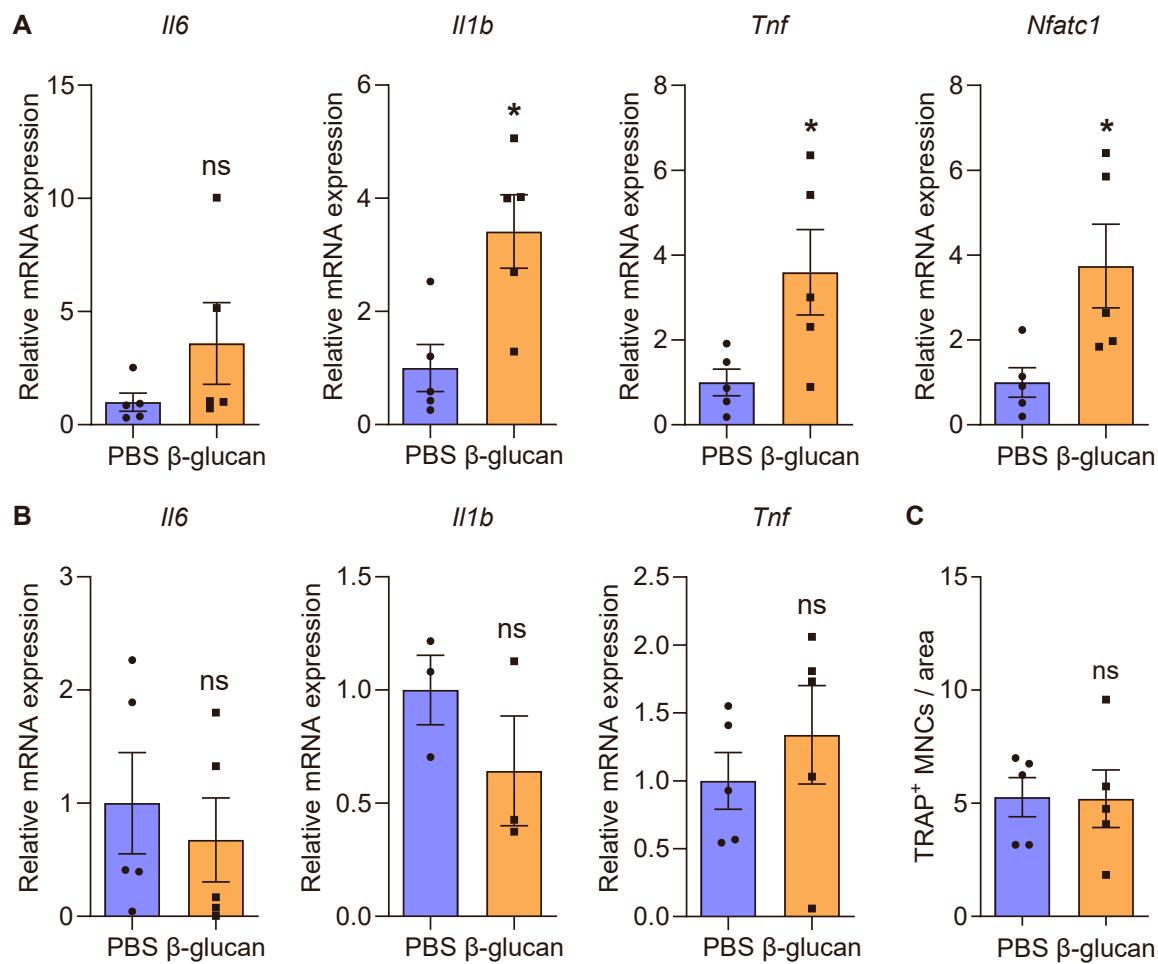 A
Il6
Il1b
Tnf
Nfatc1
Relative mRNA expression
15
10
5
0
ns
PBS β-glucan
Relative mRNA expression
6
4
2
0
*
PBS β-glucan
Relative mRNA expression
8
6
4
2
0
*
PBS β-glucan
Relative mRNA expression
8
6
4
2
0
*
PBS β-glucan
B
Il6
Il1b
Tnf
C
Relative mRNA expression
3
2
1
0
ns
PBS β-glucan
Relative mRNA expression
1.5
1.0
0.5
0.0
ns
PBS β-glucan
Relative mRNA expression
2.5
2.0
1.5
1.0
0.5
0.0
ns
PBS β-glucan
TRAP⁺ MNCs / area
15
10
5
0
ns
PBS β-glucan